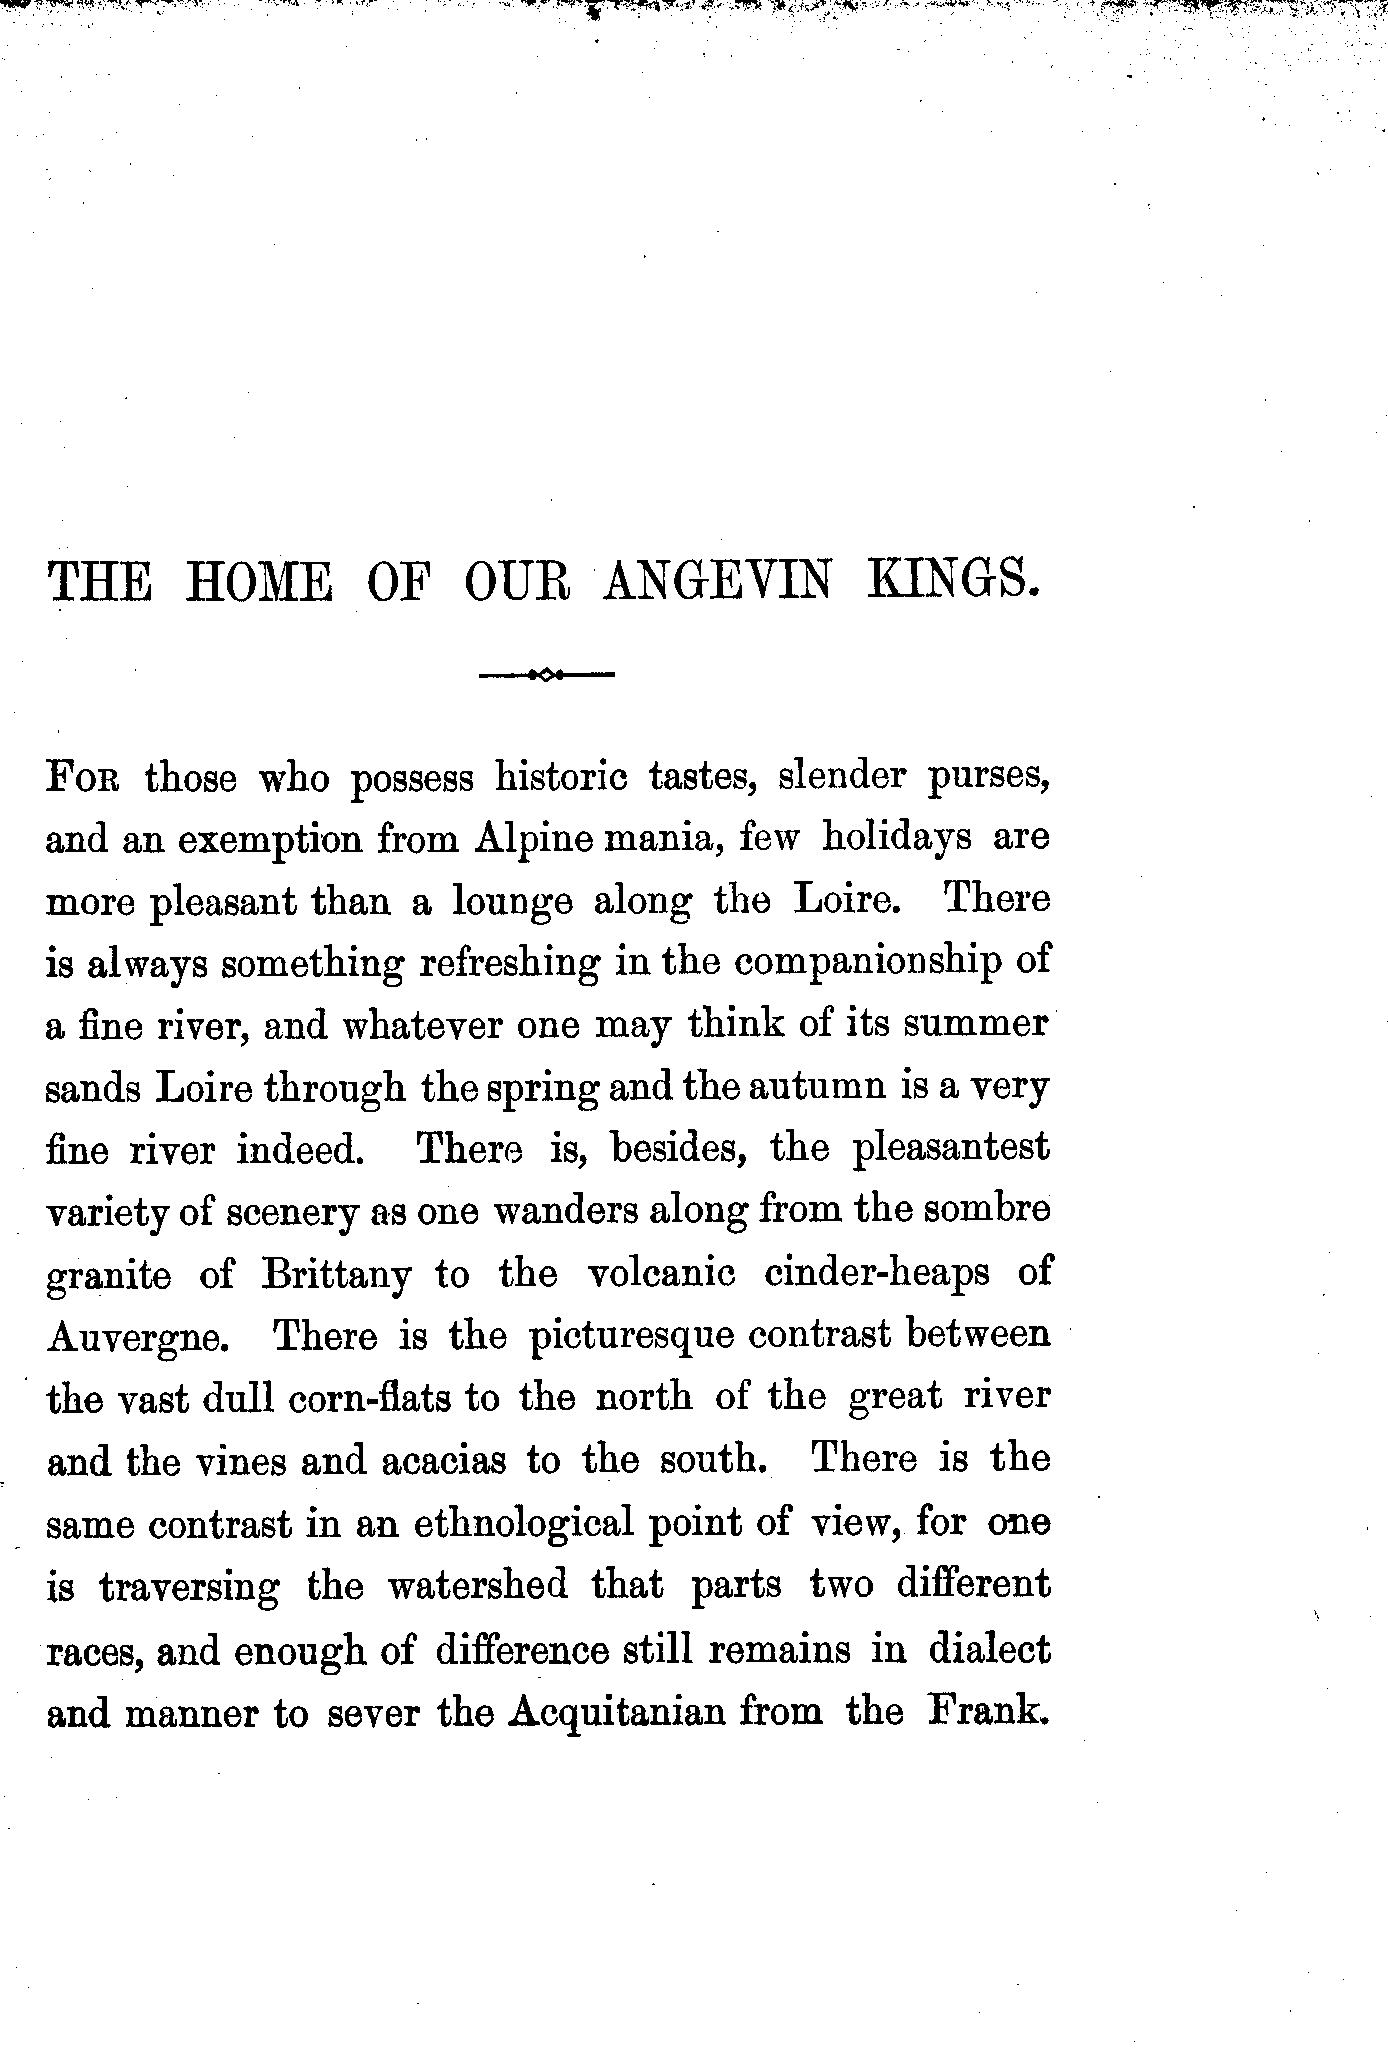 THE HOME OF OUR ANGEVIN KINGS.
FOR those who possess historic tastes, slender purses,
and an exemption from Alpine mania, few holidays are
more pleasant than a lounge along the Loire. There
is always something refreshing in the companionship of
a fine river, and whatever one may think of its summer
sands Loire through the spring and the autumn is a very
fine river indeed. There is, besides, the pleasantest
variety of scenery as one wanders along from the sombre
granite of Brittany to the volcanic cinder-heaps of
Auvergne. There is the picturesque contrast between
the vast dull corn-flats to the north of the great river
and the vines and acacias to the south. There is the
same contrast in an ethnological point of view, for one
is traversing the watershed that parts two different
races, and enough of difference still remains in dialect
and manner to sever the Acquitanian from the Frank.